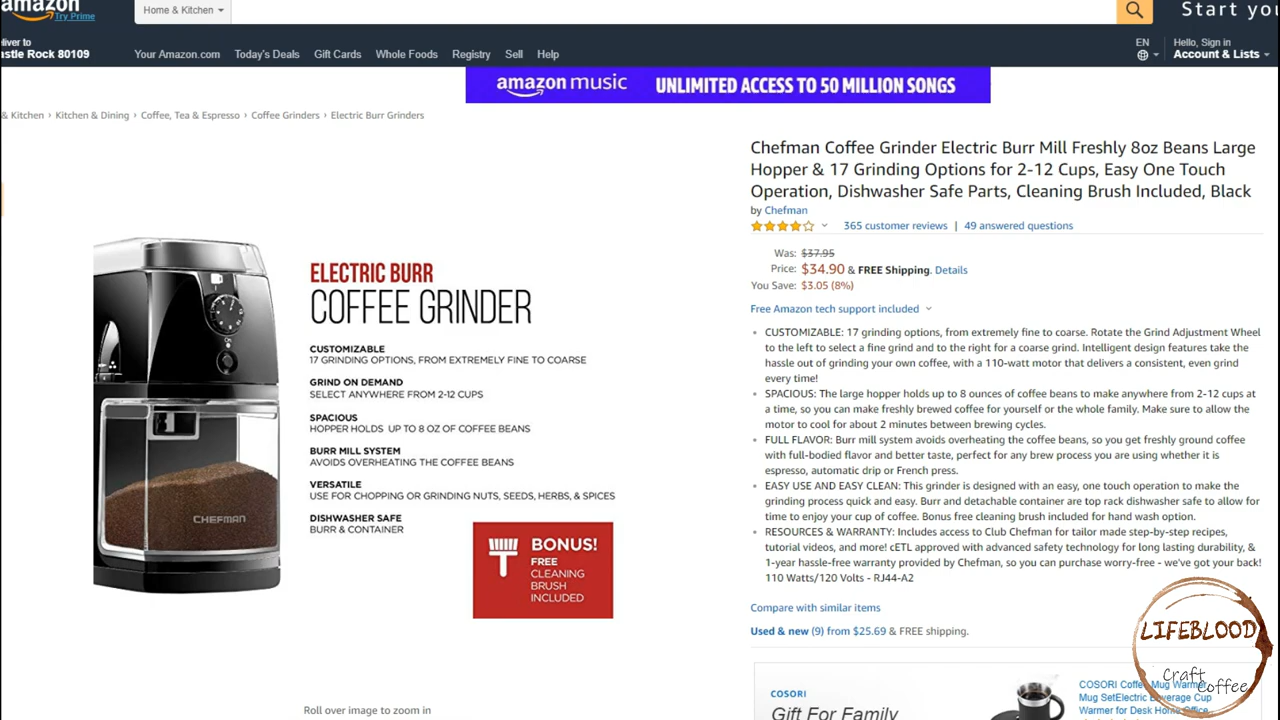 amazon
Try Prime
Home & Kitchen
Start you
liver to
astle Rock 80109
Your Amazon.com Today's Deals Gift Cards Whole Foods Registry Sell Help
EN
Hello, Sign in
Account & Lists
amazon music UNLIMITED ACCESS TO 50 MILLION SONGS
& Kitchen › Kitchen & Dining › Coffee, Tea & Espresso › Coffee Grinders › Electric Burr Grinders
ELECTRIC BURR
COFFEE GRINDER
CUSTOMIZABLE
17 GRINDING OPTIONS, FROM EXTREMELY FINE TO COARSE
GRIND ON DEMAND
SELECT ANYWHERE FROM 2-12 CUPS
SPACIOUS
HOPPER HOLDS UP TO 8 OZ OF COFFEE BEANS
BURR MILL SYSTEM
AVOIDS OVERHEATING THE COFFEE BEANS
VERSATILE
USE FOR CHOPPING OR GRINDING NUTS, SEEDS, HERBS, & SPICES
DISHWASHER SAFE
BURR & CONTAINER
BONUS!
FREE
CLEANING
BRUSH
INCLUDED
On
CHEFMAN
Roll over image to zoom in
Chefman Coffee Grinder Electric Burr Mill Freshly 8oz Beans Large
Hopper & 17 Grinding Options for 2-12 Cups, Easy One Touch
Operation, Dishwasher Safe Parts, Cleaning Brush Included, Black
by Chefman
365 customer reviews | 49 answered questions
Was: $37.95
Price: $34.90 & FREE Shipping. Details
You Save: $3.05 (8%)
Free Amazon tech support included
• CUSTOMIZABLE: 17 grinding options, from extremely fine to coarse. Rotate the Grind Adjustment Wheel
to the left to select a fine grind and to the right for a coarse grind. Intelligent design features take the
hassle out of grinding your own coffee, with a 110-watt motor that delivers a consistent, even grind
every time!
• SPACIOUS: The large hopper holds up to 8 ounces of coffee beans to make anywhere from 2-12 cups at
a time, so you can make freshly brewed coffee for yourself or the whole family. Make sure to allow the
motor to cool for about 2 minutes between brewing cycles.
• FULL FLAVOR: Burr mill system avoids overheating the coffee beans, so you get freshly ground coffee
with full-bodied flavor and better taste, perfect for any brew process you are using whether it is
espresso, automatic drip or French press.
• EASY USE AND EASY CLEAN: This grinder is designed with an easy, one touch operation to make the
grinding process quick and easy. Burr and detachable container are top rack dishwasher safe to allow for
time to enjoy your cup of coffee. Bonus free cleaning brush included for hand wash option.
• RESOURCES & WARRANTY: Includes access to Club Chefman for tailor made step-by-step recipes,
tutorial videos, and more! cETL approved with advanced safety technology for long lasting durability, &
1-year hassle-free warranty provided by Chefman, so you can purchase worry-free - we've got your back!
110 Watts/120 Volts - RJ44-A2
Compare with similar items
Used & new (9) from $25.69 & FREE shipping.
COSORI
Gift For Family
COSORI Coffee Mug Warmer
Mug SetElectric Beverage Cup
Warmer for Desk Home Office
LIFEBLOOD
Craft
Coffee